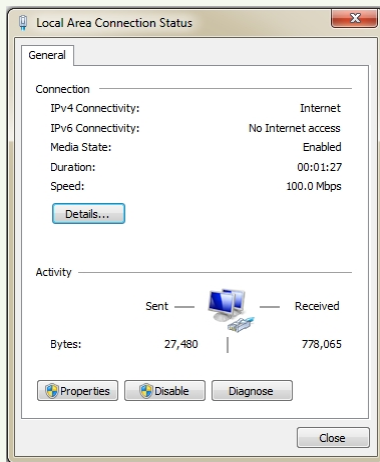 Local Area Connection Status
General
Connection
IPv4 Connectivity: Internet
IPv6 Connectivity: No Internet access
Media State: Enabled
Duration: 00:01:27
Speed: 100.0 Mbps
Details...
Activity
Sent Received
Bytes: 27,480 778,065
Properties Disable Diagnose
Close